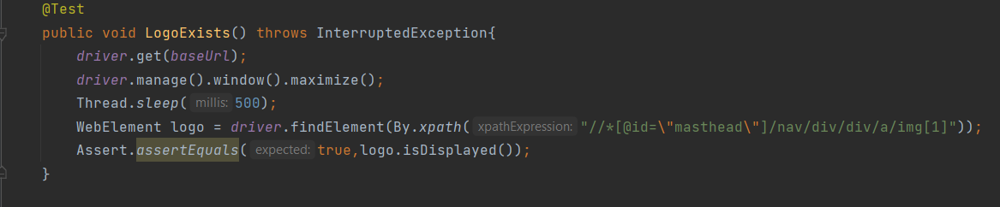 @Test
public void LogoExists() throws InterruptedException{
driver.get(baseUrl);
driver.manage().window().maximize();
Thread.sleep( millis: 500);
WebElement logo = driver.findElement(By.xpath( xpathExpression: "//*[@id=\"masthead\"]/nav/div/div/a/img[1]"));
Assert.assertEquals( expected: true,logo.isDisplayed());
}